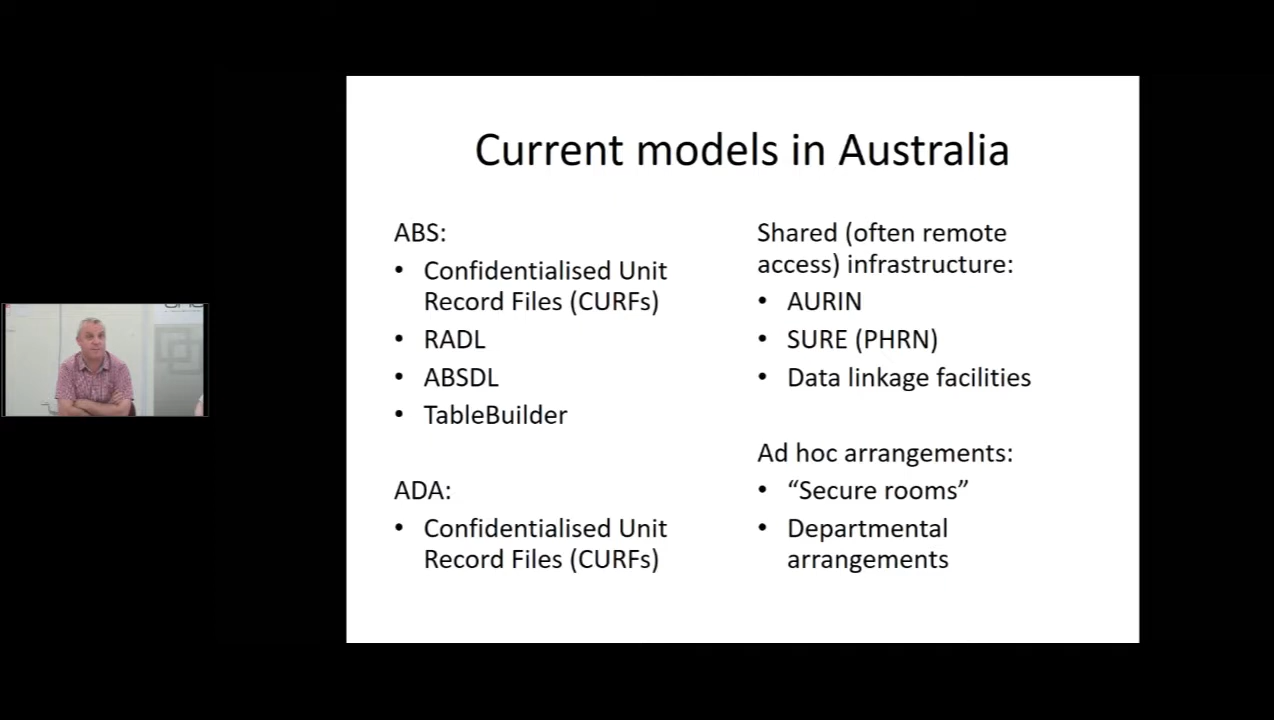 Current models in Australia
ABS:
• Confidentialised Unit
Record Files (CURFs)
• RADL
• ABSDL
• TableBuilder
ADA:
• Confidentialised Unit
Record Files (CURFs)
Shared (often remote
access) infrastructure:
• AURIN
• SURE (PHRN)
• Data linkage facilities
Ad hoc arrangements:
• “Secure rooms”
• Departmental
arrangements